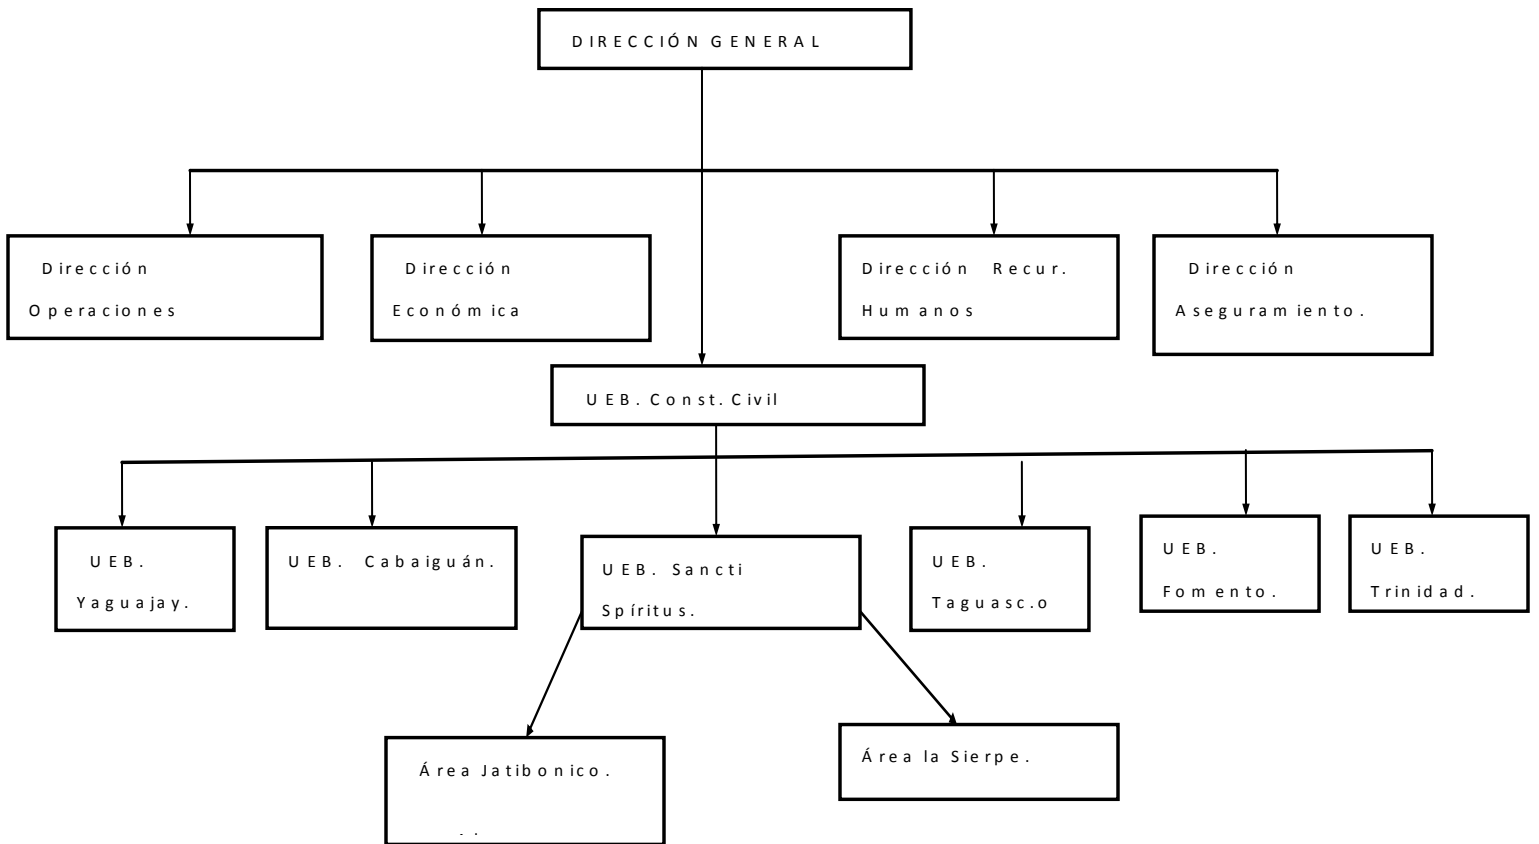 DIRECCIÓN GENERAL
Dirección
Operaciones
Dirección
Económica
Dirección Recur.
Humanos
Dirección
Aseguramiento.
UEB. Const. Civil
UEB.
Yaguajay.
UEB. Cabaiguán.
UEB. Sancti
Spíritus.
UEB.
Taguasc.o
UEB.
Fomento.
UEB.
Trinidad.
Área Jatibonico.
Área la Sierpe.